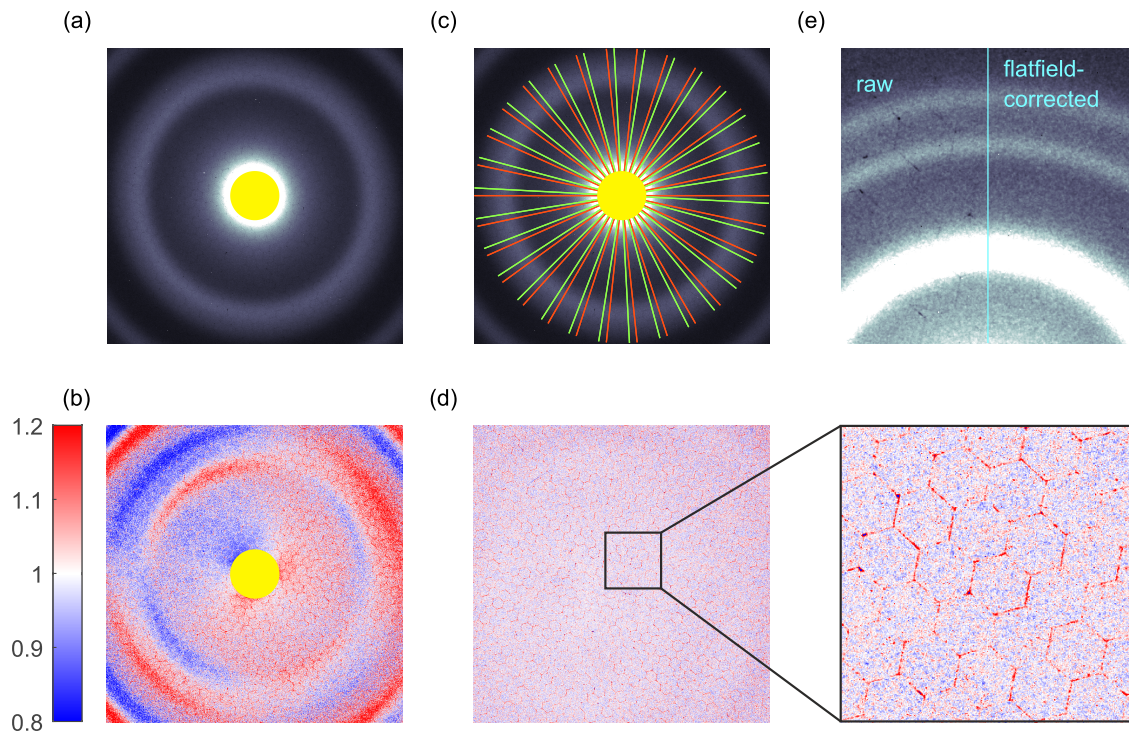 (a)
(c)
(e)
raw
flatfield-
corrected
(b)
(d)
1.2
1.1
1
0.9
0.8